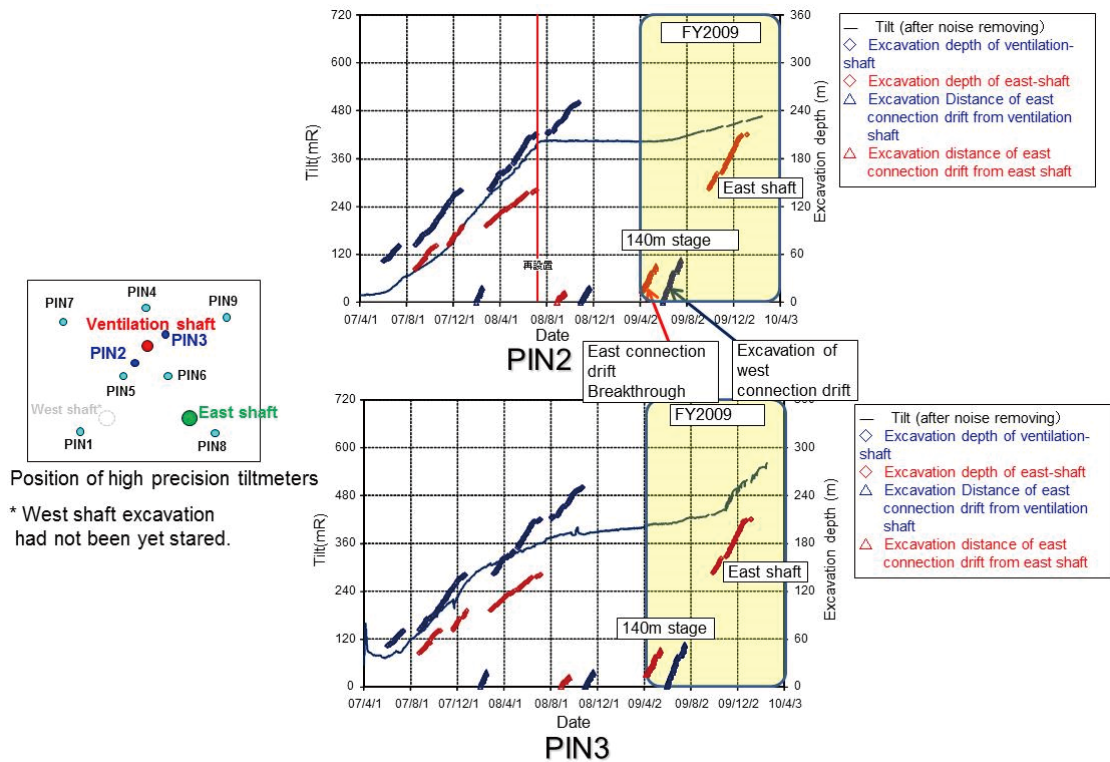 720
600
480
360
240
120
0
Tilt(mR)
FY2009
360
300
240
180
120
60
0
Excavation depth (m)
East shaft
140m stage
再設置
07/4/1
07/8/1
07/12/1
08/4/1
08/8/1
08/12/1
09/4/2
09/8/2
09/12/2
10/4/3
Date
PIN2
— Tilt (after noise removing)
◇ Excavation depth of ventilation-
shaft
◇ Excavation depth of east-shaft
△ Excavation Distance of east
connection drift from ventilation
shaft
△ Excavation distance of east
connection drift from east shaft
East connection
drift
Breakthrough
Excavation of
west
connection drift
PIN7
PIN4
PIN9
Ventilation shaft
PIN3
PIN2
PIN6
PIN5
West shaft*
East shaft
PIN1
PIN8
Position of high precision tiltmeters
* West shaft excavation
had not been yet stared.
720
600
480
360
240
120
0
Tilt(mR)
FY2009
300
240
180
120
60
0
Excavation depth (m)
East shaft
140m stage
07/4/1
07/8/1
07/12/1
08/4/1
08/8/1
08/12/1
09/4/2
09/8/2
09/12/2
10/4/3
Date
PIN3
— Tilt (after noise removing)
◇ Excavation depth of ventilation-
shaft
◇ Excavation depth of east-shaft
△ Excavation Distance of east
connection drift from ventilation
shaft
△ Excavation distance of east
connection drift from east shaft